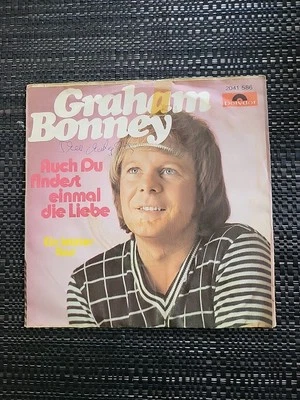 2041 586
Polydor
Graham
Bonney
Auch Du
findest
einmal
die Liebe